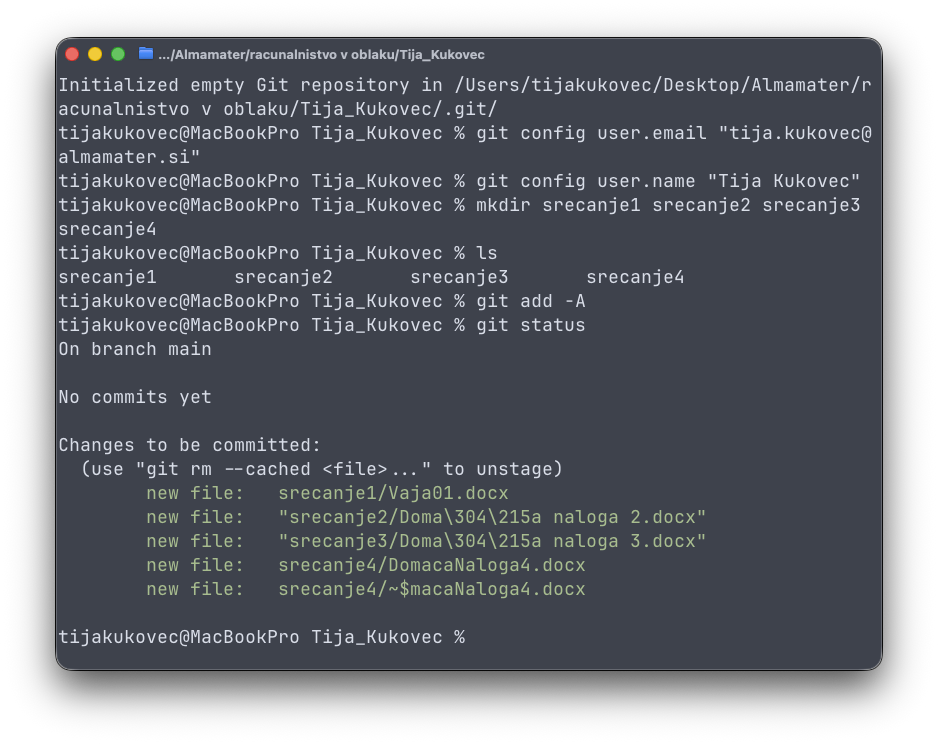 .../Almamater/racunalnistvo v oblaku/Tija_Kukovec
Initialized empty Git repository in /Users/tijakukovec/Desktop/Almamater/r
acunalnistvo v oblaku/Tija_Kukovec/.git/
tijakukovec@MacBookPro Tija_Kukovec % git config user.email "tija.kukovec@
almamater.si"
tijakukovec@MacBookPro Tija_Kukovec % git config user.name "Tija Kukovec"
tijakukovec@MacBookPro Tija_Kukovec % mkdir srecanje1 srecanje2 srecanje3
srecanje4
tijakukovec@MacBookPro Tija_Kukovec % ls
srecanje1       srecanje2       srecanje3       srecanje4
tijakukovec@MacBookPro Tija_Kukovec % git add -A
tijakukovec@MacBookPro Tija_Kukovec % git status
On branch main
No commits yet
Changes to be committed:
  (use "git rm --cached <file>..." to unstage)
        new file:   srecanje1/Vaja01.docx
        new file:   "srecanje2/Doma\304\215a naloga 2.docx"
        new file:   "srecanje3/Doma\304\215a naloga 3.docx"
        new file:   srecanje4/DomacaNaloga4.docx
        new file:   srecanje4/~$macaNaloga4.docx
tijakukovec@MacBookPro Tija_Kukovec %